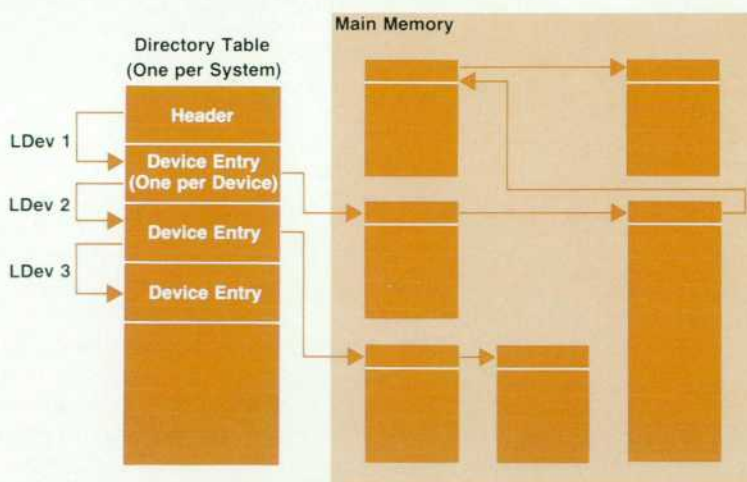 Main Memory
Directory Table
(One per System)
Header
LDev 1
Device Entry
(One per Device)
LDev 2
Device Entry
LDev 3
Device Entry